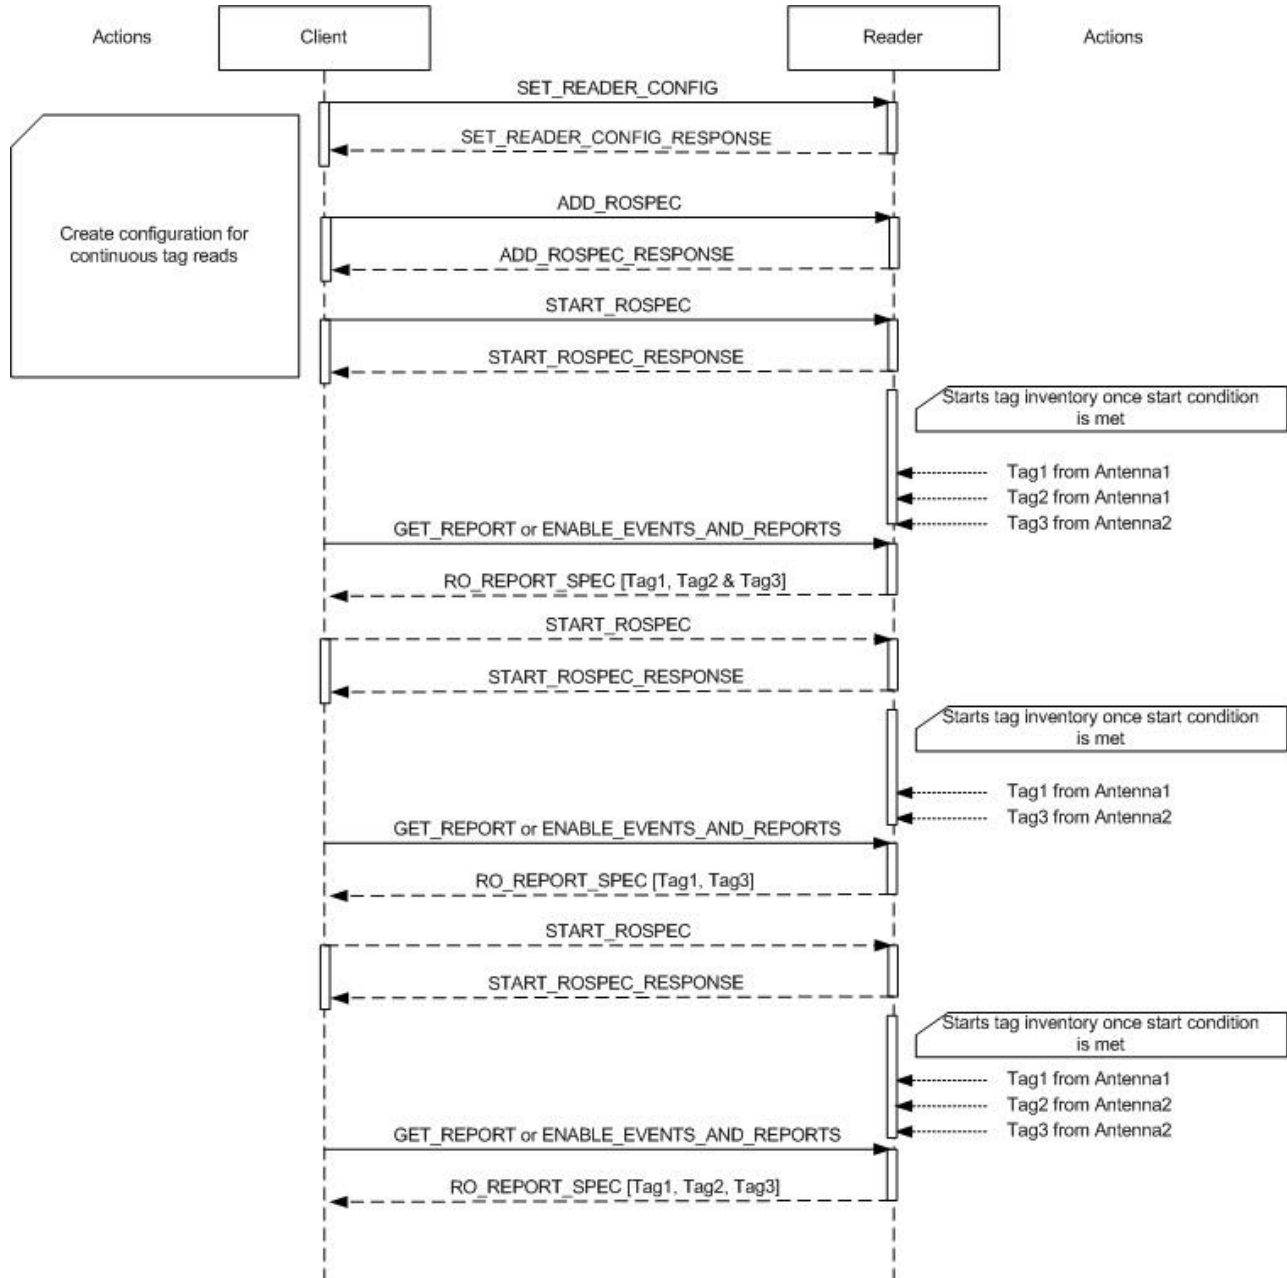 Actions
Client
Reader
Actions
SET_READER_CONFIG
SET_READER_CONFIG_RESPONSE
Create configuration for
continuous tag reads
ADD_ROSPEC
ADD_ROSPEC_RESPONSE
START_ROSPEC
START_ROSPEC_RESPONSE
Starts tag inventory once start condition
is met
Tag1 from Antenna1
Tag2 from Antenna1
Tag3 from Antenna2
GET_REPORT or ENABLE_EVENTS_AND_REPORTS
RO_REPORT_SPEC [Tag1, Tag2 & Tag3]
START_ROSPEC
START_ROSPEC_RESPONSE
Starts tag inventory once start condition
is met
Tag1 from Antenna1
Tag3 from Antenna2
GET_REPORT or ENABLE_EVENTS_AND_REPORTS
RO_REPORT_SPEC [Tag1, Tag3]
START_ROSPEC
START_ROSPEC_RESPONSE
Starts tag inventory once start condition
is met
Tag1 from Antenna1
Tag2 from Antenna2
Tag3 from Antenna2
GET_REPORT or ENABLE_EVENTS_AND_REPORTS
RO_REPORT_SPEC [Tag1, Tag2, Tag3]